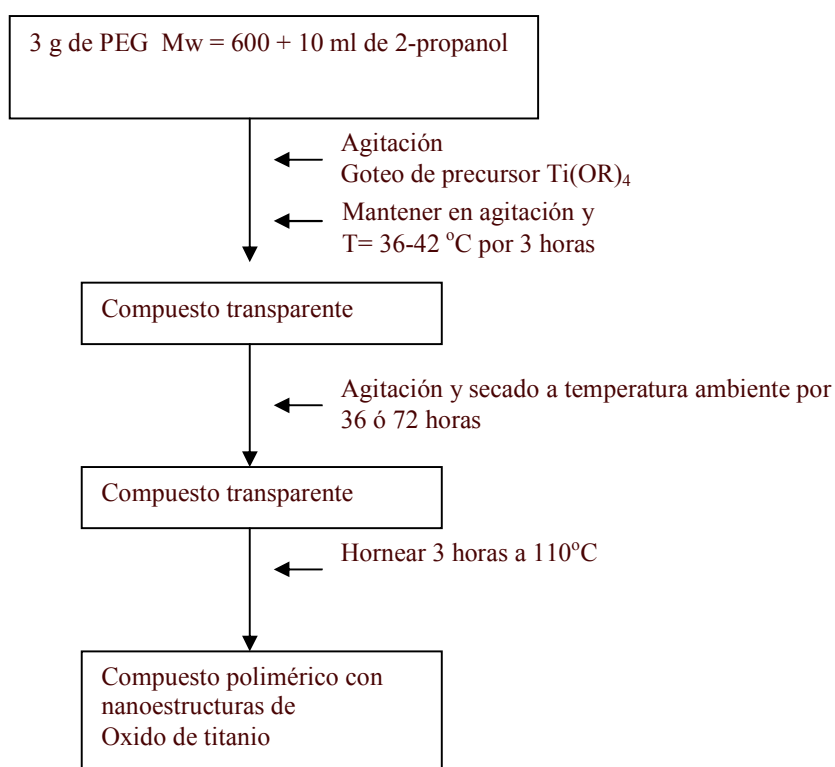 3 g de PEG Mw = 600 + 10 ml de 2-propanol
Agitación
Goteo de precursor Ti(OR)₄
Mantener en agitación y
T= 36-42 ºC por 3 horas
Compuesto transparente
Agitación y secado a temperatura ambiente por
36 ó 72 horas
Compuesto transparente
Hornear 3 horas a 110ºC
Compuesto polimérico con
nanoestructuras de
Oxido de titanio